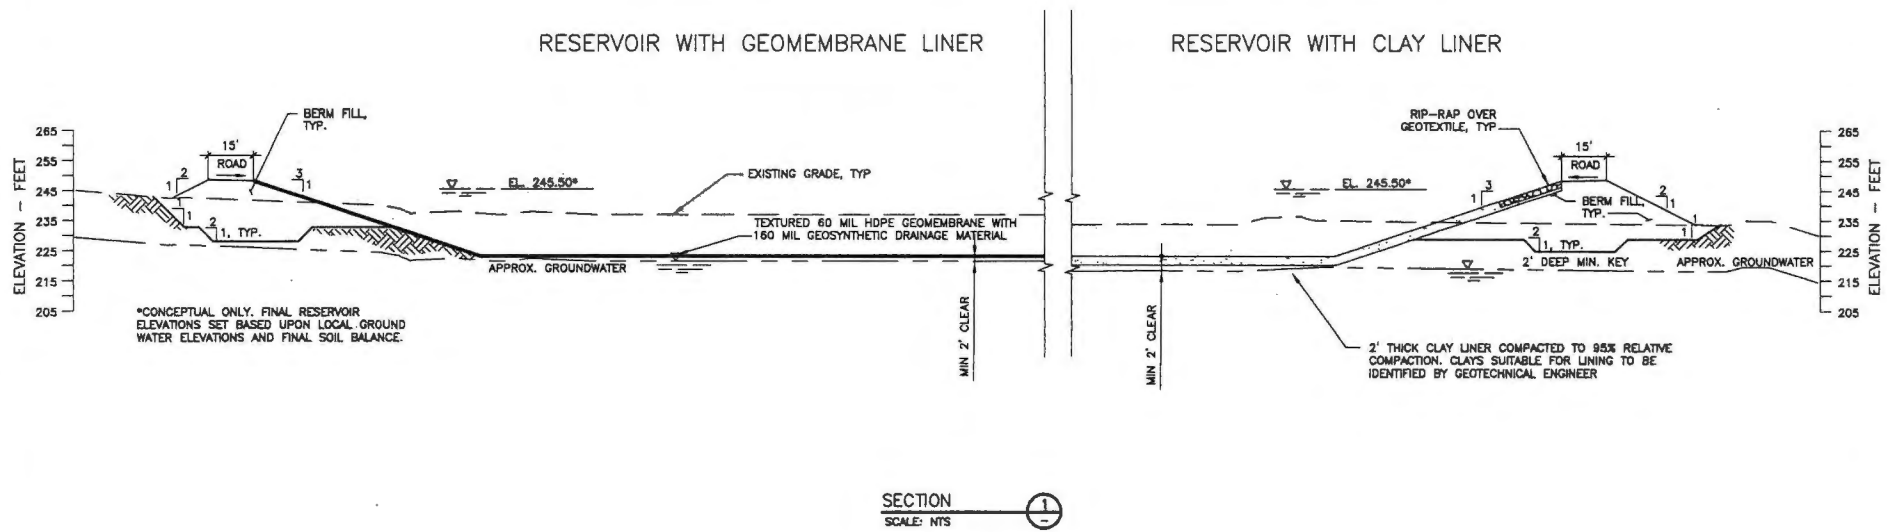 RESERVOIR WITH GEOMEMBRANE LINER
RESERVOIR WITH CLAY LINER
BERM FILL,
TYP.
RIP-RAP OVER
GEOTEXTILE, TYP
265
255
245
235
225
215
205
ELEVATION - FEET
15'
ROAD
2
1
3
1
1
2
1, TYP.
EL. 245.50*
EXISTING GRADE, TYP
TEXTURED 60 MIL HDPE GEOMEMBRANE WITH
160 MIL GEOSYNTHETIC DRAINAGE MATERIAL
APPROX. GROUNDWATER
MIN 2' CLEAR
*CONCEPTUAL ONLY. FINAL RESERVOIR
ELEVATIONS SET BASED UPON LOCAL GROUND
WATER ELEVATIONS AND FINAL SOIL BALANCE.
EL. 245.50*
3
1
15'
ROAD
2
1
BERM FILL,
TYP.
1
1
2
1, TYP.
2' DEEP MIN. KEY
APPROX. GROUNDWATER
MIN 2' CLEAR
2' THICK CLAY LINER COMPACTED TO 95% RELATIVE
COMPACTION. CLAYS SUITABLE FOR LINING TO BE
IDENTIFIED BY GEOTECHNICAL ENGINEER
265
255
245
235
225
215
205
ELEVATION - FEET
SECTION
SCALE: NTS
1
-